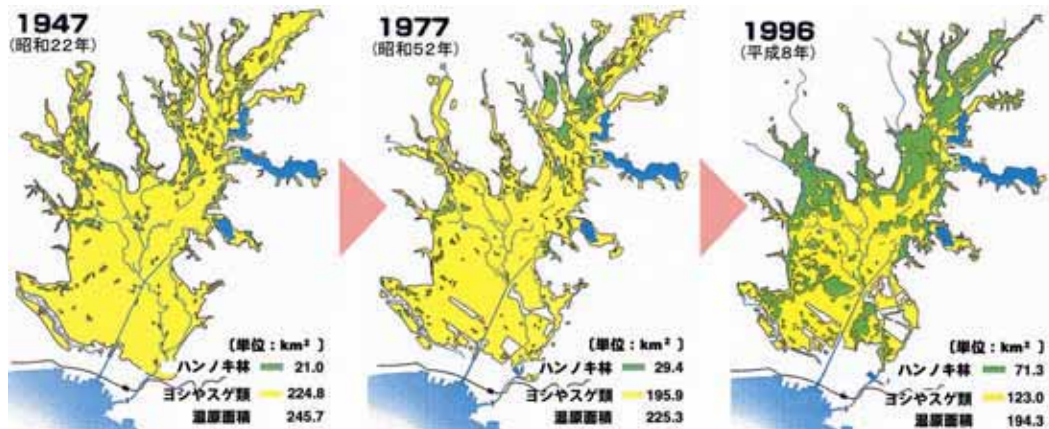 1947
(昭和22年)
〔単位：km²〕
ハンノキ林 21.0
ヨシやスゲ類 224.8
湿原面積 245.7
1977
(昭和52年)
〔単位：km²〕
ハンノキ林 29.4
ヨシやスゲ類 195.9
湿原面積 225.3
1996
(平成8年)
〔単位：km²〕
ハンノキ林 71.3
ヨシやスゲ類 123.0
湿原面積 194.3